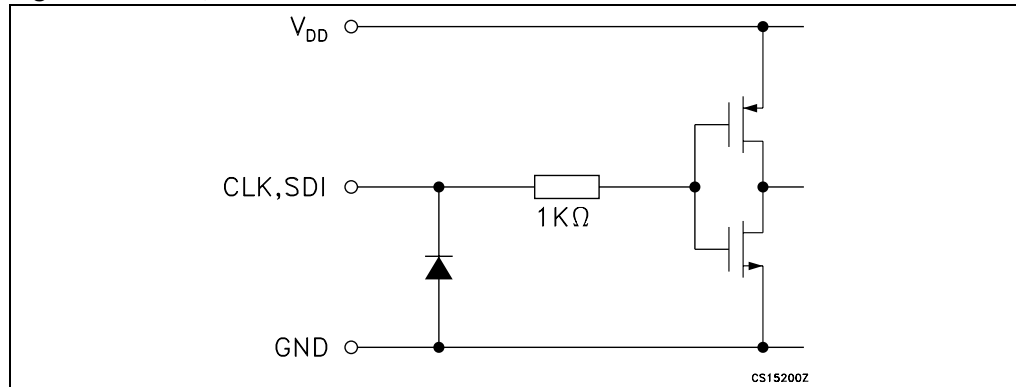 V_DD
CLK,SDI
1KΩ
GND
CS15200Z